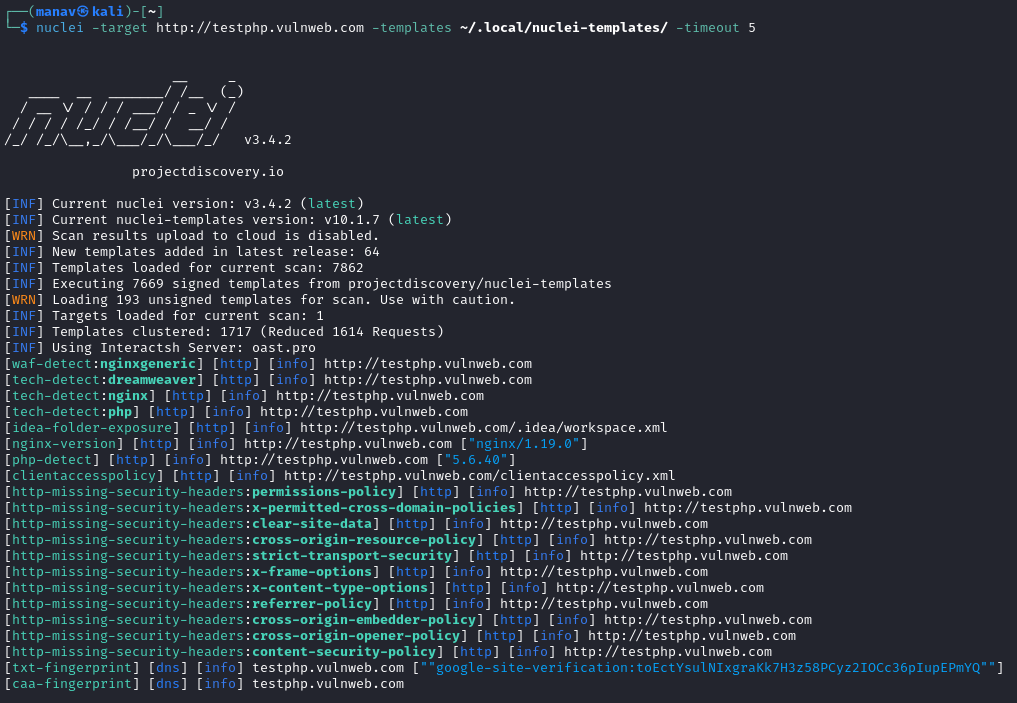 ┌──(manav㉿kali)-[~]
└─$ nuclei -target http://testphp.vulnweb.com -templates ~/.local/nuclei-templates/ -timeout 5
                     __     _
   ____  __  _______/ /__  (_)
  / __ \/ / / / ___/ / _ \/ /
 / / / / /_/ / /__/ /  __/ /
/_/ /_/\__,_/\___/_/\___/_/   v3.4.2
projectdiscovery.io
[INF] Current nuclei version: v3.4.2 (latest)
[INF] Current nuclei-templates version: v10.1.7 (latest)
[WRN] Scan results upload to cloud is disabled.
[INF] New templates added in latest release: 64
[INF] Templates loaded for current scan: 7862
[INF] Executing 7669 signed templates from projectdiscovery/nuclei-templates
[WRN] Loading 193 unsigned templates for scan. Use with caution.
[INF] Targets loaded for current scan: 1
[INF] Templates clustered: 1717 (Reduced 1614 Requests)
[INF] Using Interactsh Server: oast.pro
[waf-detect:nginxgeneric] [http] [info] http://testphp.vulnweb.com
[tech-detect:dreamweaver] [http] [info] http://testphp.vulnweb.com
[tech-detect:nginx] [http] [info] http://testphp.vulnweb.com
[tech-detect:php] [http] [info] http://testphp.vulnweb.com
[idea-folder-exposure] [http] [info] http://testphp.vulnweb.com/.idea/workspace.xml
[nginx-version] [http] [info] http://testphp.vulnweb.com ["nginx/1.19.0"]
[php-detect] [http] [info] http://testphp.vulnweb.com ["5.6.40"]
[clientaccesspolicy] [http] [info] http://testphp.vulnweb.com/clientaccesspolicy.xml
[http-missing-security-headers:permissions-policy] [http] [info] http://testphp.vulnweb.com
[http-missing-security-headers:x-permitted-cross-domain-policies] [http] [info] http://testphp.vulnweb.com
[http-missing-security-headers:clear-site-data] [http] [info] http://testphp.vulnweb.com
[http-missing-security-headers:cross-origin-resource-policy] [http] [info] http://testphp.vulnweb.com
[http-missing-security-headers:strict-transport-security] [http] [info] http://testphp.vulnweb.com
[http-missing-security-headers:x-frame-options] [http] [info] http://testphp.vulnweb.com
[http-missing-security-headers:x-content-type-options] [http] [info] http://testphp.vulnweb.com
[http-missing-security-headers:referrer-policy] [http] [info] http://testphp.vulnweb.com
[http-missing-security-headers:cross-origin-embedder-policy] [http] [info] http://testphp.vulnweb.com
[http-missing-security-headers:cross-origin-opener-policy] [http] [info] http://testphp.vulnweb.com
[http-missing-security-headers:content-security-policy] [http] [info] http://testphp.vulnweb.com
[txt-fingerprint] [dns] [info] testphp.vulnweb.com [""google-site-verification:toEctYsulNIxgraKk7H3z58PCyz2IOCc36pIupEPmYQ""]
[caa-fingerprint] [dns] [info] testphp.vulnweb.com